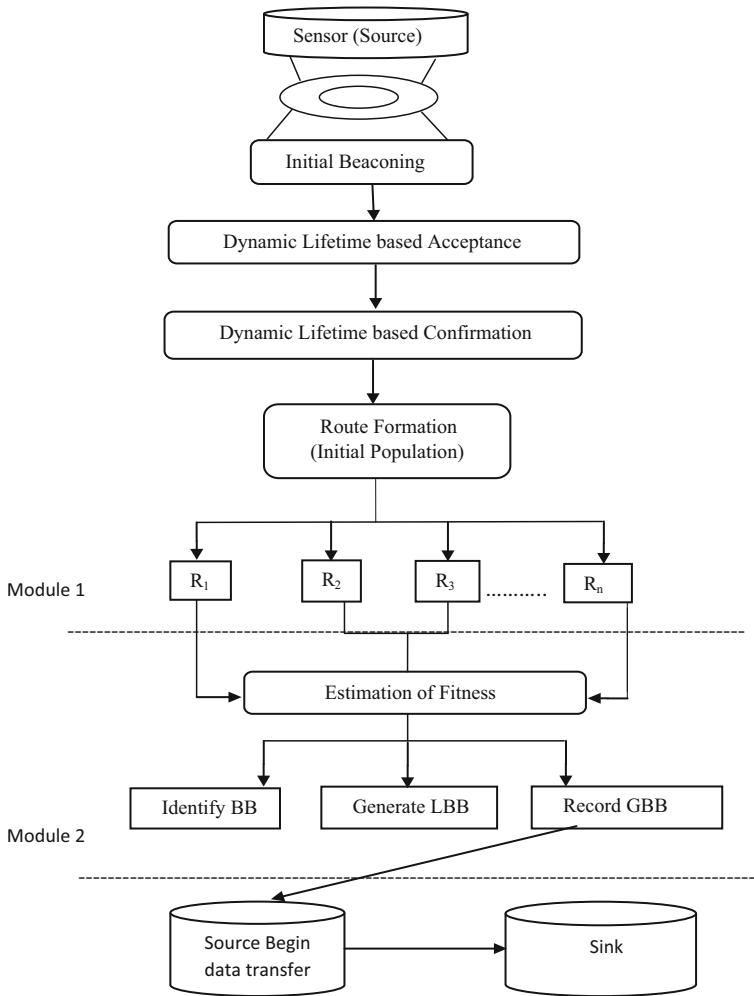 Sensor (Source)
Initial Beaconing
Dynamic Lifetime based Acceptance
Dynamic Lifetime based Confirmation
Route Formation
(Initial Population)
R₁
R₂
R₃
...........
Rₙ
Module 1
Estimation of Fitness
Identify BB
Generate LBB
Record GBB
Module 2
Source Begin
data transfer
Sink